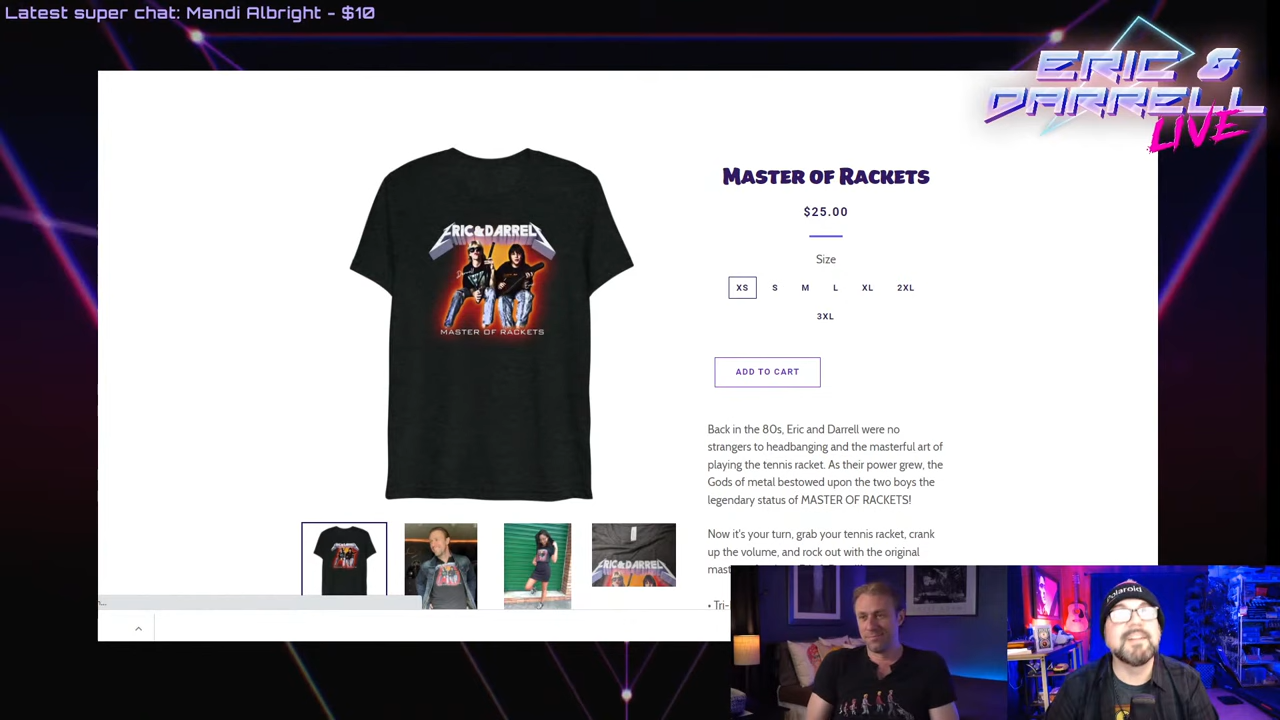 Latest super chat: Mandi Albright - $10
ERIC &
DARRELL
LIVE
MASTER OF RACKETS
$25.00
Size
XS S M L XL 2XL
3XL
ADD TO CART
ERIC & DARRELL
MASTER OF RACKETS
Back in the 80s, Eric and Darrell were no
strangers to headbanging and the masterful art of
playing the tennis racket. As their power grew, the
Gods of metal bestowed upon the two boys the
legendary status of MASTER OF RACKETS!
Now it's your turn, grab your tennis racket, crank
up the volume, and rock out with the original
ERIC & DARRELL
• Tri-
Polaroid